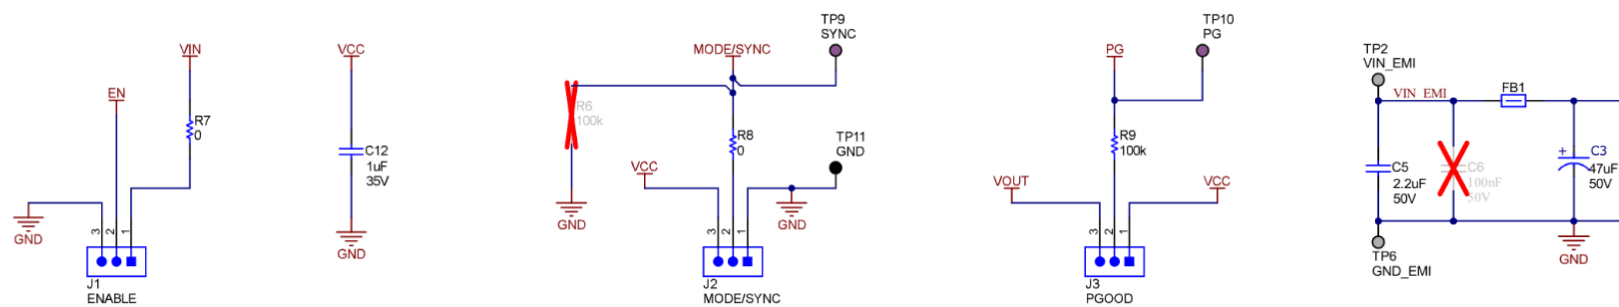 VIN
EN
R7
0
GND
3
2
1
J1
ENABLE
VCC
C12
1uF
35V
GND
TP9
SYNC
MODE/SYNC
R6
100k
R8
0
TP11
GND
VCC
GND
GND
3
2
1
J2
MODE/SYNC
TP10
PG
PG
R9
100k
VOUT
VCC
3
2
1
J3
PGOOD
TP2
VIN_EMI
VIN EMI
FB1
C5
2.2uF
50V
C6
100nF
50V
+
C3
47uF
50V
TP6
GND_EMI
GND